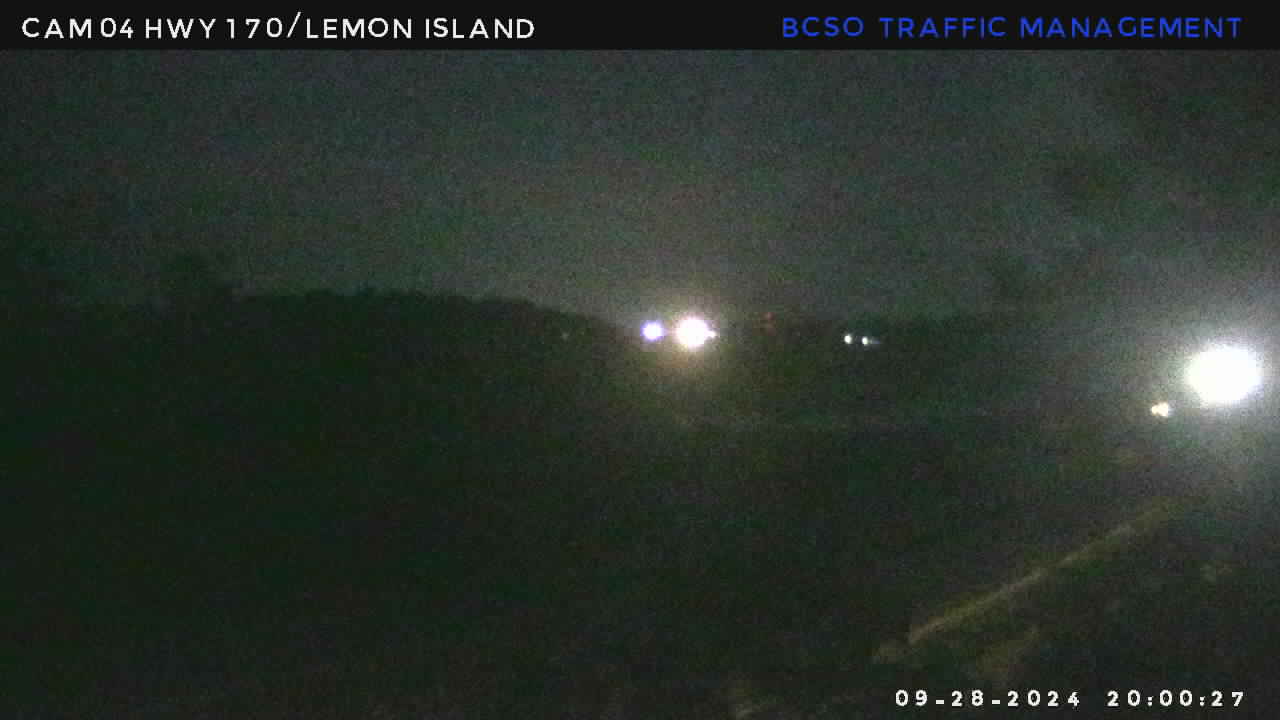 CAM04 HWY 170/LEMON ISLAND
BCSO TRAFFIC MANAGEMENT
09-28-2024 20:00:27